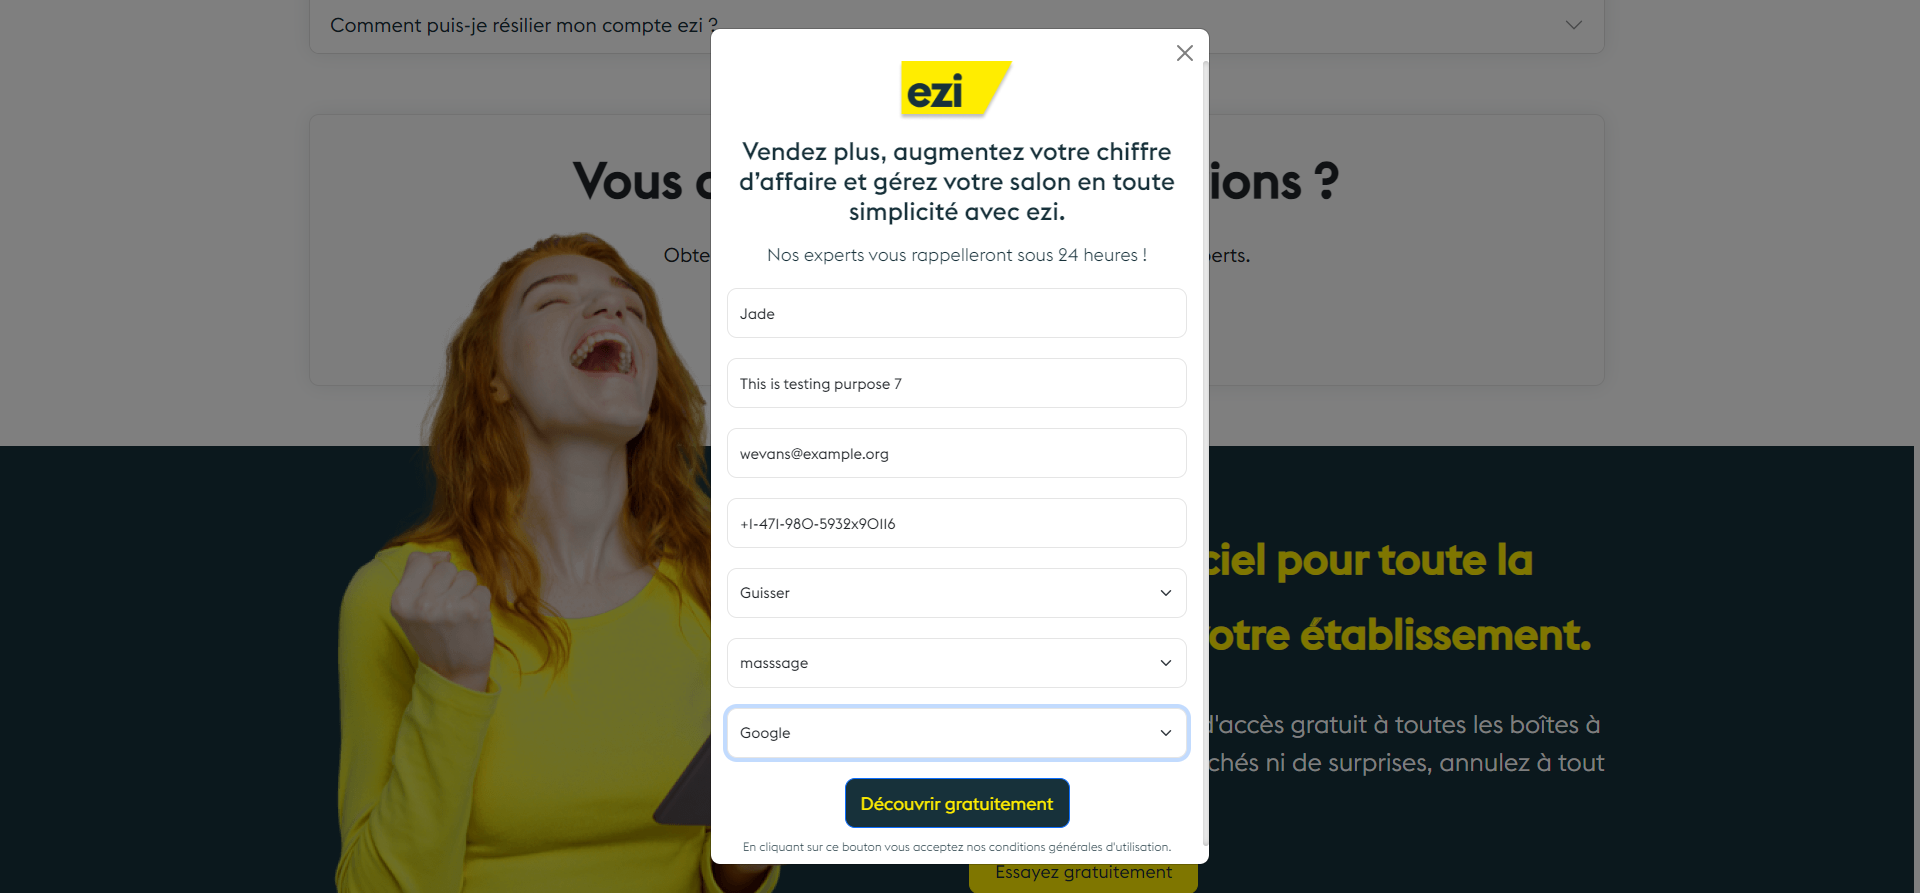 Comment puis-je résilier mon compte ezi ?
ezi
Vendez plus, augmentez votre chiffre
d’affaire et gérez votre salon en toute
simplicité avec ezi.
Nos experts vous rappelleront sous 24 heures !
Jade
This is testing purpose 7
wevans@example.org
+1-471-980-5932x90116
Guisser
masssage
Google
Découvrir gratuitement
En cliquant sur ce bouton vous acceptez nos conditions générales d'utilisation.
Vous
ions ?
Obte
erts.
ciel pour toute la
otre établissement.
d'accès gratuit à toutes les boîtes à
chés ni de surprises, annulez à tout
Essayez gratuitement